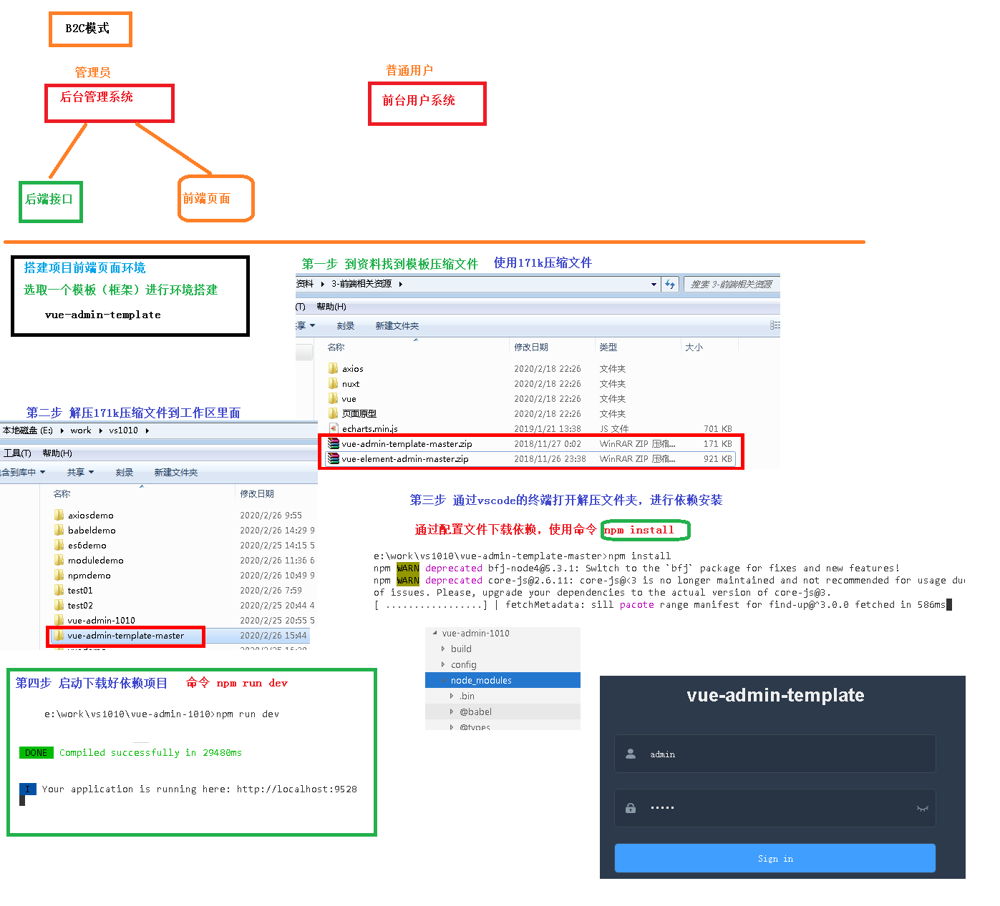 B2C模式
管理员
后台管理系统
普通用户
前台用户系统
后端接口
前端页面
搭建项目前端页面环境
选取一个模板（框架）进行环境搭建
vue-admin-template
第一步 到资料找到模板压缩文件 使用171k压缩文件
资料 3-前端相关资源 搜索 3-前端相关资源
(T) 帮助(H)
享 刻录 新建文件夹
名称 修改日期 类型 大小
axios 2020/2/18 22:26 文件夹
nuxt 2020/2/18 22:26 文件夹
vue 2020/2/18 22:26 文件夹
页面原型 2020/2/18 22:26 文件夹
echarts.min.js 2019/1/21 13:38 JS 文件 701 KB
vue-admin-template-master.zip 2018/11/27 0:02 WinRAR ZIP 压缩... 171 KB
vue-element-admin-master.zip 2018/11/26 23:38 WinRAR ZIP 压缩... 921 KB
第二步 解压171k压缩文件到工作区里面
本地磁盘 (E:) work vs1010
工具(T) 帮助(H)
含到库中 共享 刻录 新建文件夹
名称 修改日期
axiosdemo 2020/2/26 9:55
babeldemo 2020/2/26 14:29 9
es6demo 2020/2/25 14:15 5
moduledemo 2020/2/26 11:36 6
npmdemo 2020/2/26 10:49 9
test01 2020/2/26 7:59
test02 2020/2/25 20:44 4
vue-admin-1010 2020/2/25 20:55 5
vue-admin-template-master 2020/2/26 15:44
vuedemo 2020/2/25 16:20
第三步 通过vscode的终端打开解压文件夹，进行依赖安装
通过配置文件下载依赖，使用命令 npm install
e:\work\vs1010\vue-admin-template-master>npm install
npm WARN deprecated bfj-node4@5.3.1: Switch to the `bfj` package for fixes and new features!
npm WARN deprecated core-js@2.6.11: core-js@<3 is no longer maintained and not recommended for usage due
of issues. Please, upgrade your dependencies to the actual version of core-js@3.
[ .................] | fetchMetadata: sill pacote range manifest for find-up@^3.0.0 fetched in 586ms
vue-admin-1010
build
config
node_modules
.bin
@babel
@types
第四步 启动下载好依赖项目 命令 npm run dev
e:\work\vs1010\vue-admin-1010>npm run dev
DONE Compiled successfully in 29480ms
I Your application is running here: http://localhost:9528
vue-admin-template
admin
•••••
Sign in